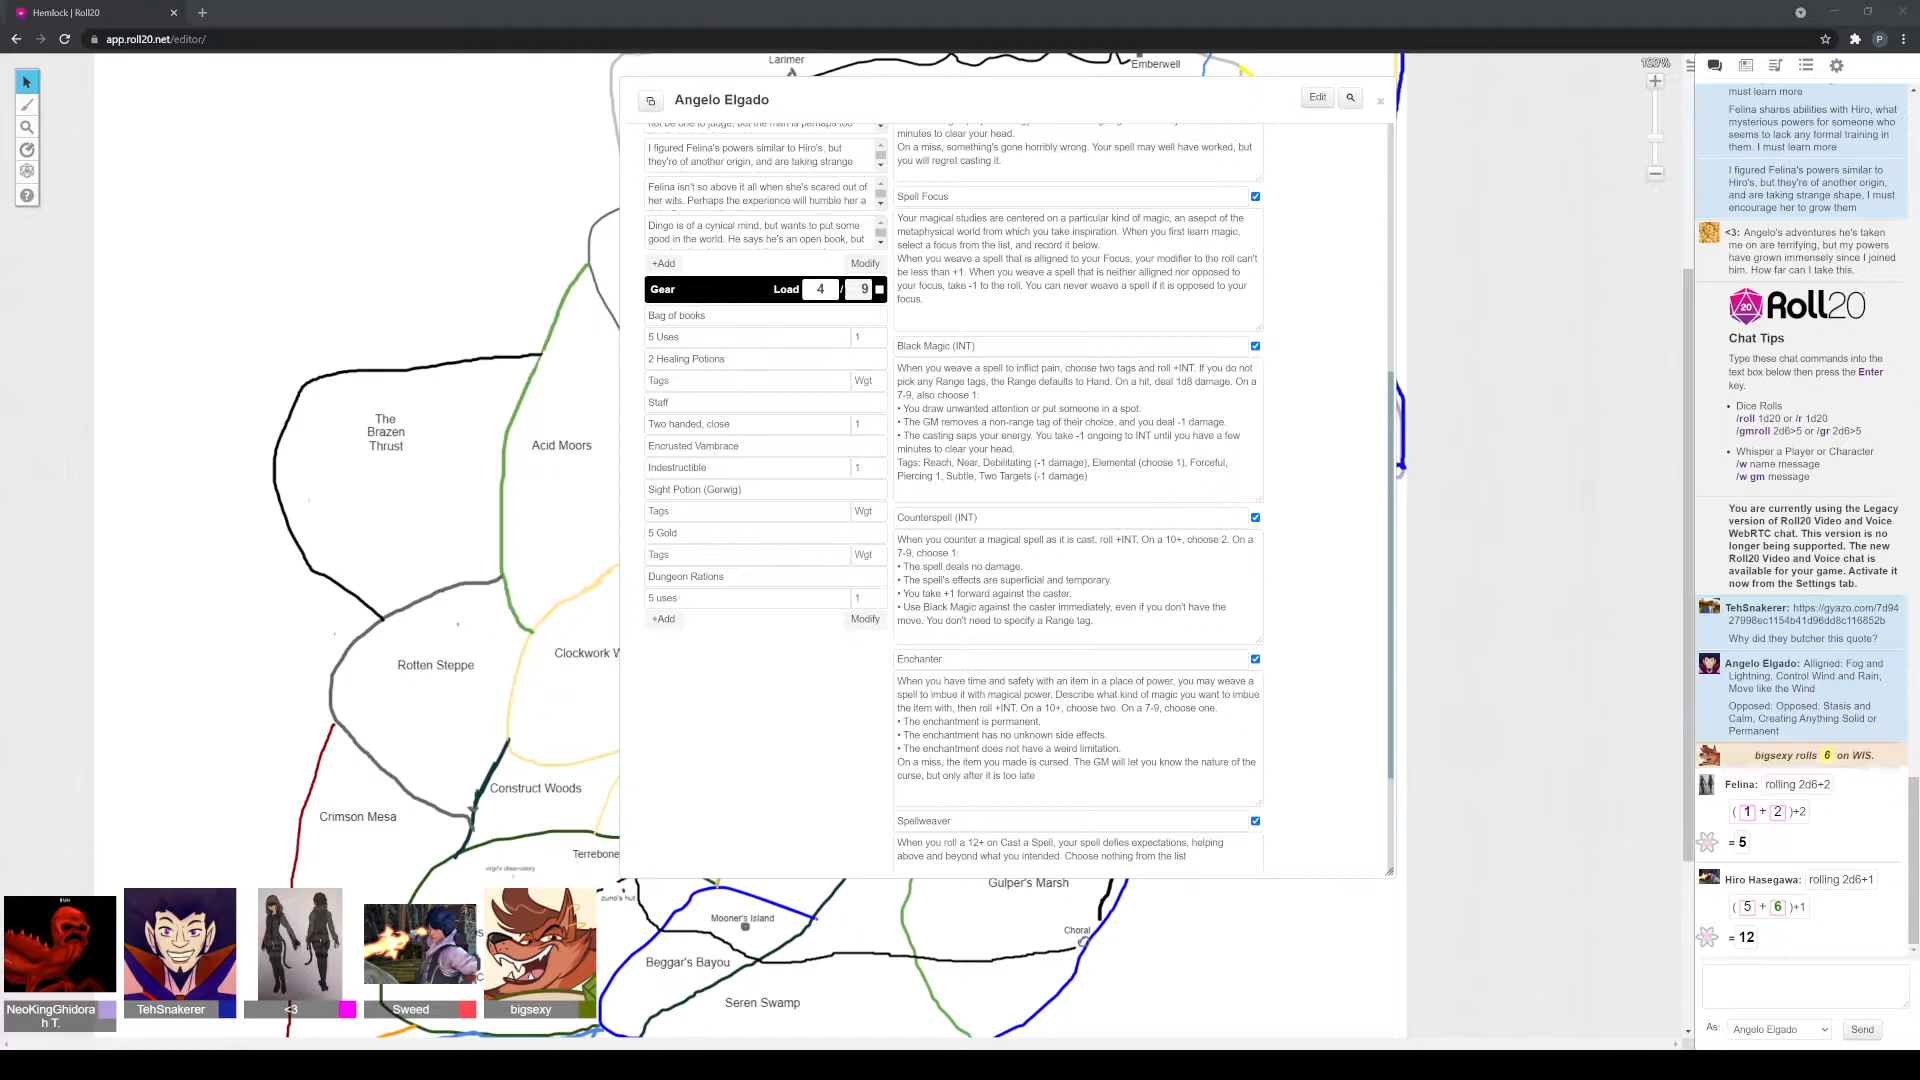 Hemlock | Roll20
app.roll20.net/editor/
Larimer
Emberwell
100%
The
Brazen
Thrust
Acid Moors
Rotten Steppe
Clockwork W
Construct Woods
Crimson Mesa
Terrebone
virgil's observatory
zuno's hut
Mooner's Island
Gulper's Marsh
Choral
Beggar's Bayou
Seren Swamp
RUN
NeoKingGhidora
h T.
TehSnakerer
<3
Sweed
bigsexy
Angelo Elgado
Edit
I figured Felina's powers similar to Hiro's, but
they're of another origin, and are taking strange
Felina isn't so above it all when she's scared out of
her wits. Perhaps the experience will humble her a
Dingo is of a cynical mind, but wants to put some
good in the world. He says he's an open book, but
+Add
Modify
Gear
Load 4 / 9
Bag of books
5 Uses 1
2 Healing Potions
Tags Wgt
Staff
Two handed, close 1
Encrusted Vambrace
Indestructible 1
Sight Potion (Gerwig)
Tags Wgt
5 Gold
Tags Wgt
Dungeon Rations
5 uses 1
+Add
Modify
minutes to clear your head.
On a miss, something's gone horribly wrong. Your spell may well have worked, but
you will regret casting it.
Spell Focus
Your magical studies are centered on a particular kind of magic, an asepct of the
metaphysical world from which you take inspiration. When you first learn magic,
select a focus from the list, and record it below.
When you weave a spell that is alligned to your Focus, your modifier to the roll can't
be less than +1. When you weave a spell that is neither alligned nor opposed to
your focus, take -1 to the roll. You can never weave a spell if it is opposed to your
focus.
Black Magic (INT)
When you weave a spell to inflict pain, choose two tags and roll +INT. If you do not
pick any Range tags, the Range defaults to Hand. On a hit, deal 1d8 damage. On a
7-9, also choose 1:
• You draw unwanted attention or put someone in a spot.
• The GM removes a non-range tag of their choice, and you deal -1 damage.
• The casting saps your energy. You take -1 ongoing to INT until you have a few
minutes to clear your head.
Tags: Reach, Near, Debilitating (-1 damage), Elemental (choose 1), Forceful,
Piercing 1, Subtle, Two Targets (-1 damage)
Counterspell (INT)
When you counter a magical spell as it is cast, roll +INT. On a 10+, choose 2. On a
7-9, choose 1:
• The spell deals no damage.
• The spell's effects are superficial and temporary.
• You take +1 forward against the caster.
• Use Black Magic against the caster immediately, even if you don't have the
move. You don't need to specify a Range tag.
Enchanter
When you have time and safety with an item in a place of power, you may weave a
spell to imbue it with magical power. Describe what kind of magic you want to imbue
the item with, then roll +INT. On a 10+, choose two. On a 7-9, choose one.
• The enchantment is permanent.
• The enchantment has no unknown side effects.
• The enchantment does not have a weird limitation.
On a miss, the item you made is cursed. The GM will let you know the nature of the
curse, but only after it is too late
Spellweaver
When you roll a 12+ on Cast a Spell, your spell defies expectations, helping
above and beyond what you intended. Choose nothing from the list
must learn more
Felina shares abilities with Hiro, what
mysterious powers for someone who
seems to lack any formal training in
them. I must learn more
I figured Felina's powers similar to
Hiro's, but they're of another origin,
and are taking strange shape, I must
encourage her to grow them
<3: Angelo's adventures he's taken
me on are terrifying, but my powers
have grown immensely since I joined
him. How far can I take this.
Roll20
Chat Tips
Type these chat commands into the
text box below then press the Enter
key.
• Dice Rolls
/roll 1d20 or /r 1d20
/gmroll 2d6>5 or /gr 2d6>5
• Whisper a Player or Character
/w name message
/w gm message
You are currently using the Legacy
version of Roll20 Video and Voice
WebRTC chat. This version is no
longer being supported. The new
Roll20 Video and Voice chat is
available for your game. Activate it
now from the Settings tab.
TehSnakerer: https://gyazo.com/7d94
27998ec1154b41d96dd8c116852b
Why did they butcher this quote?
Angelo Elgado: Alligned: Fog and
Lightning, Control Wind and Rain,
Move like the Wind
Opposed: Opposed: Stasis and
Calm, Creating Anything Solid or
Permanent
bigsexy rolls 6 on WIS.
Felina: rolling 2d6+2
(1 + 2)+2
= 5
Hiro Hasegawa: rolling 2d6+1
(5 + 6)+1
= 12
As: Angelo Elgado
Send